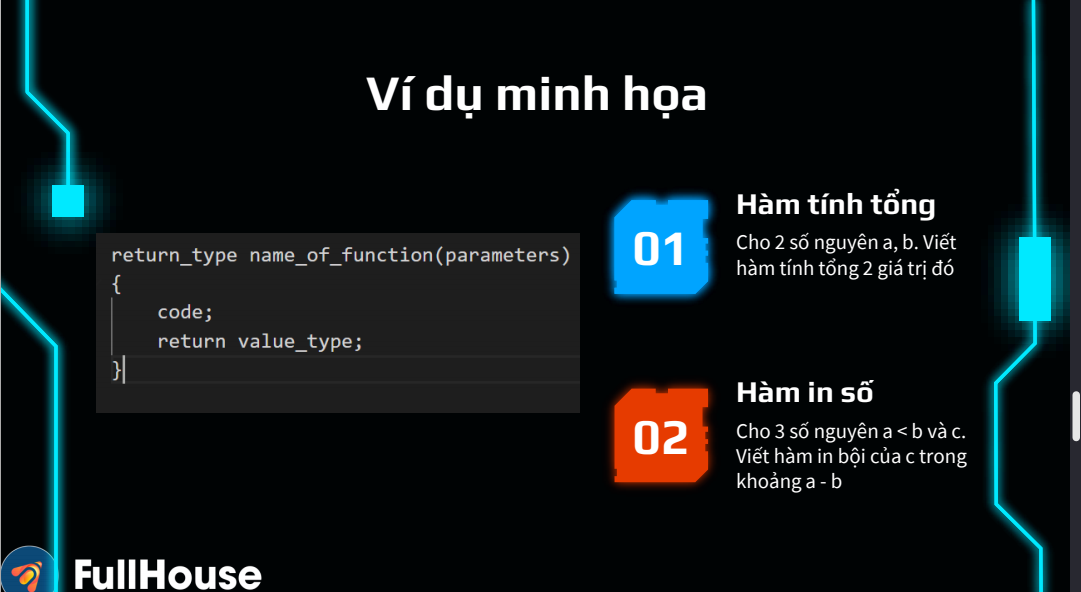 Ví dụ minh họa
return_type name_of_function(parameters)
{
code;
return value_type;
}
01
Hàm tính tổng
Cho 2 số nguyên a, b. Viết
hàm tính tổng 2 giá trị đó
02
Hàm in số
Cho 3 số nguyên a < b và c.
Viết hàm in bội của c trong
khoảng a - b
FullHouse